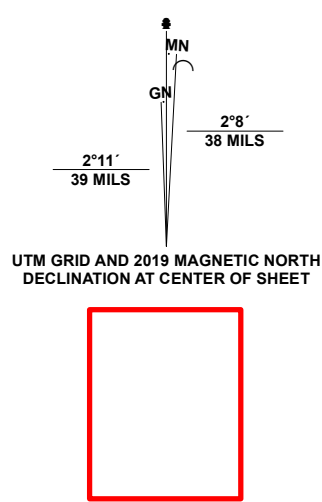 MN
GN
2°8´
38 MILS
2°11´
39 MILS
UTM GRID AND 2019 MAGNETIC NORTH
DECLINATION AT CENTER OF SHEET